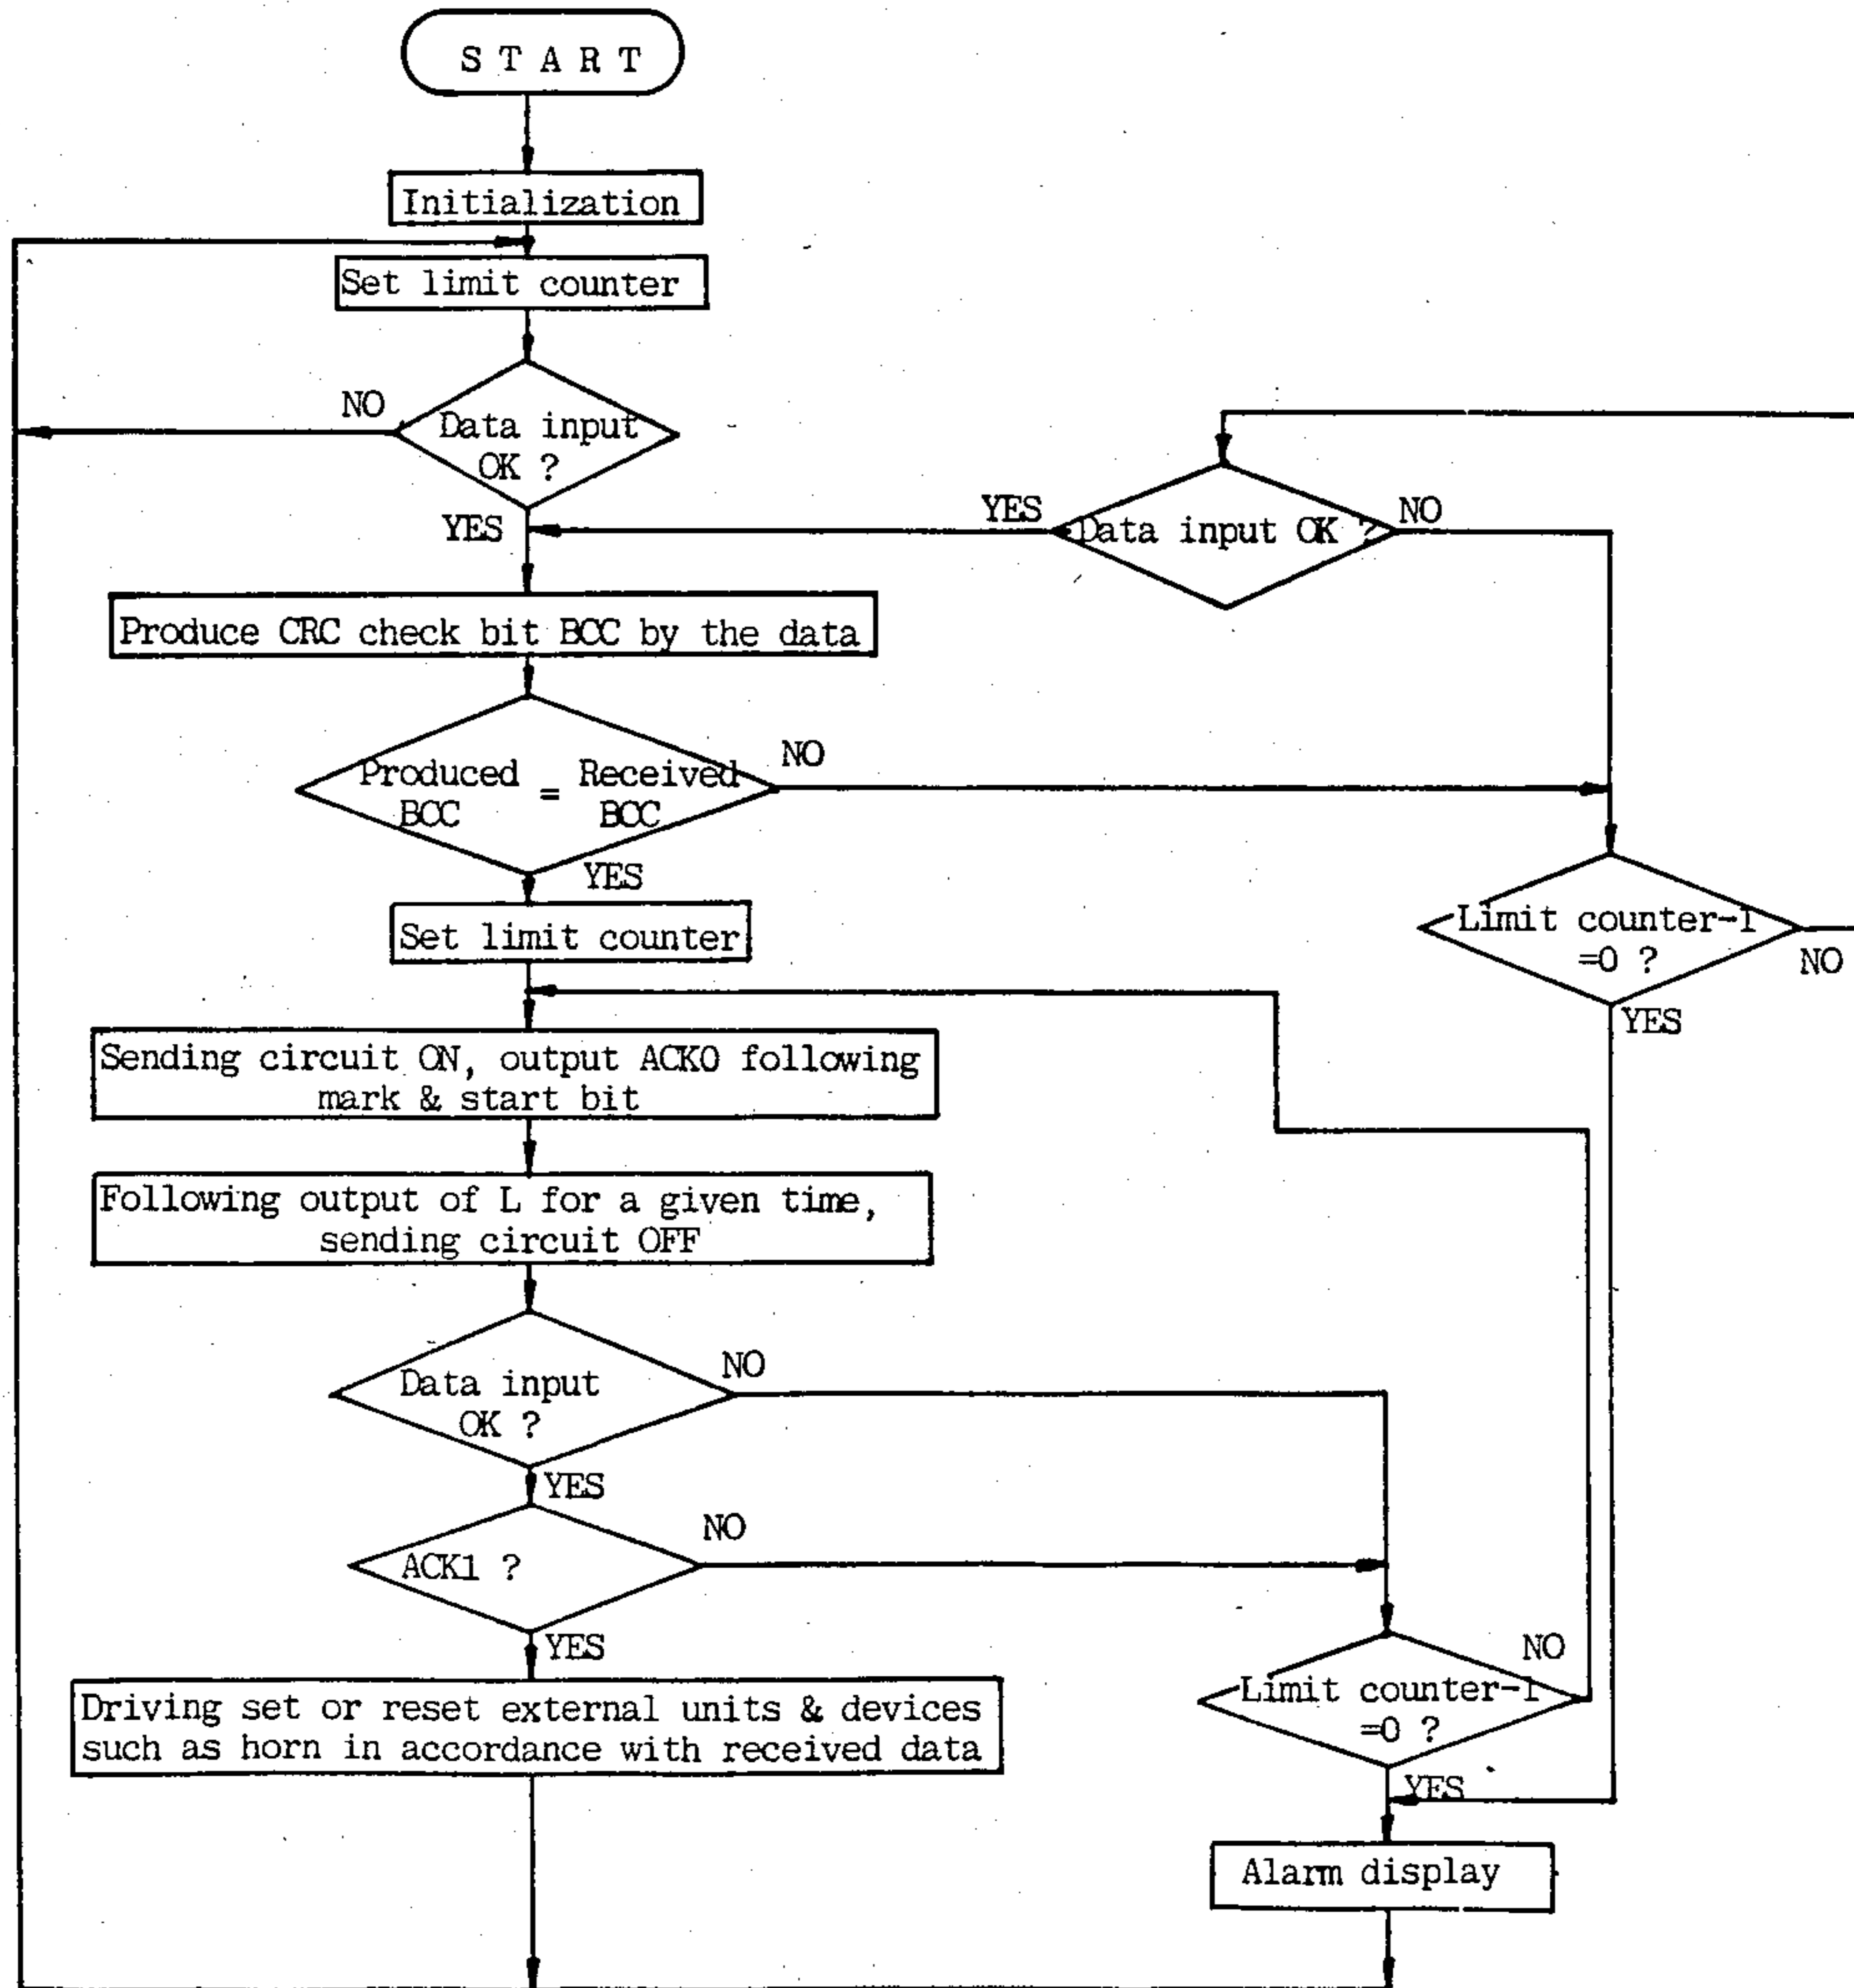 S T A R T
Initialization
Set limit counter
NO
Data input
OK ?
YES
YES
Data input OK ?
NO
Produce CRC check bit BCC by the data
Produced = Received
BCC BCC
NO
YES
Set limit counter
Limit counter-1
=0 ?
NO
YES
Sending circuit ON, output ACK0 following
mark & start bit
Following output of L for a given time,
sending circuit OFF
Data input
OK ?
NO
YES
ACK1 ?
NO
YES
Driving set or reset external units & devices
such as horn in accordance with received data
Limit counter-1
=0 ?
NO
YES
Alarm display